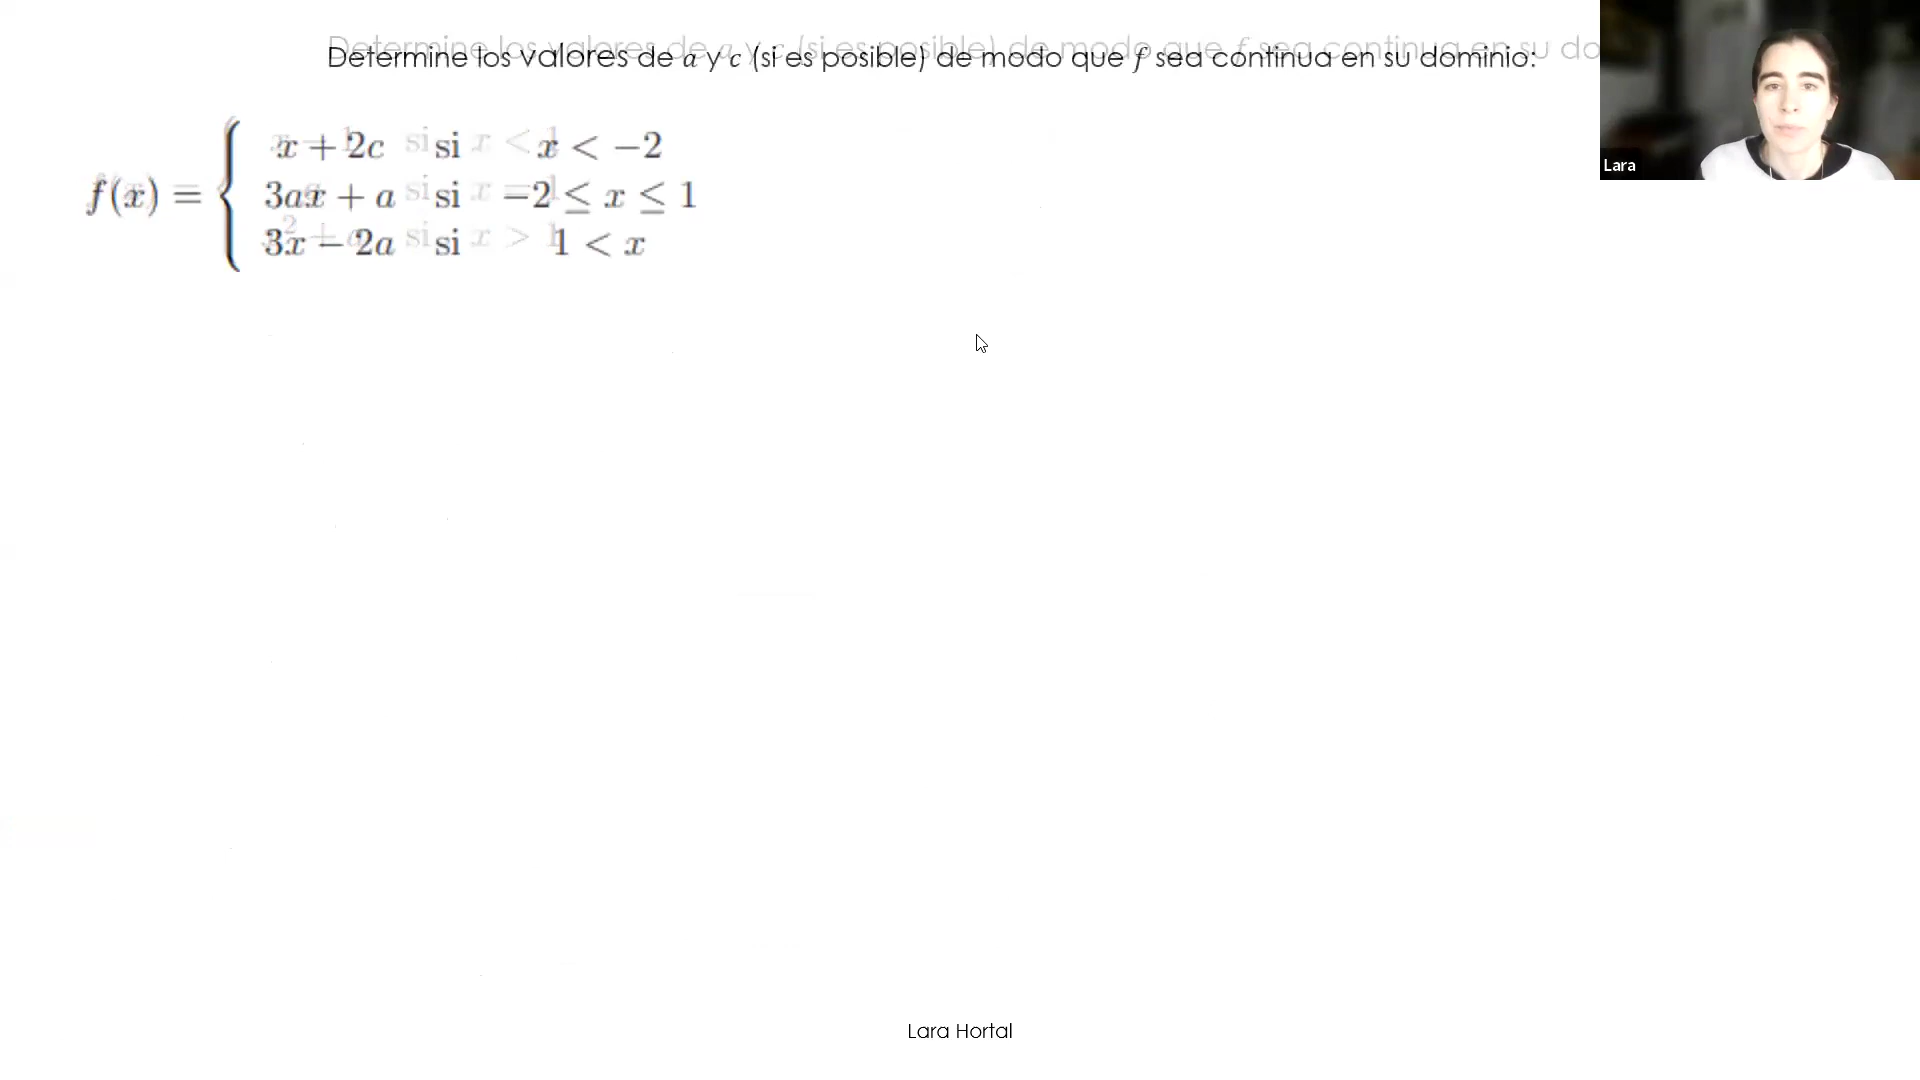 Determine los valores de a y c (si es posible) de modo que f sea continua en su dominio:
Lara
x + 2c si x < −2
f(x) = { 3ax + a si −2 ≤ x ≤ 1
3x − 2a si 1 < x
Lara Hortal